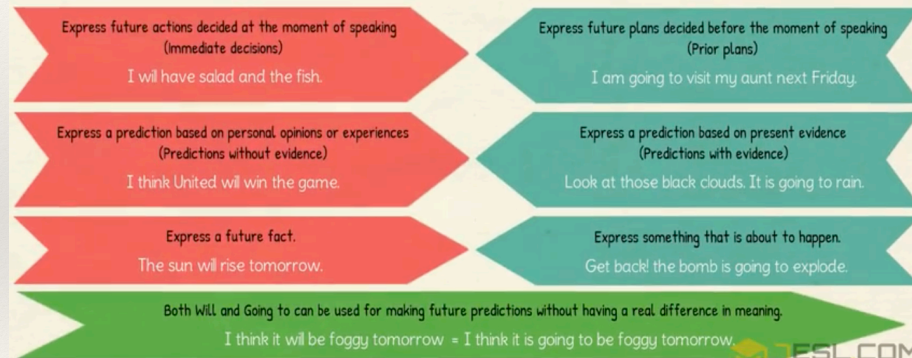 Express future actions decided at the moment of speaking
(Immediate decisions)
I will have salad and the fish.
Express future plans decided before the moment of speaking
(Prior plans)
I am going to visit my aunt next Friday.
Express a prediction based on personal opinions or experiences
(Predictions without evidence)
I think United will win the game.
Express a prediction based on present evidence
(Predictions with evidence)
Look at those black clouds. It is going to rain.
Express a future fact.
The sun will rise tomorrow.
Express something that is about to happen.
Get back! the bomb is going to explode.
Both Will and Going to can be used for making future predictions without having a real difference in meaning.
I think it will be foggy tomorrow = I think it is going to be foggy tomorrow.
7ESL.COM